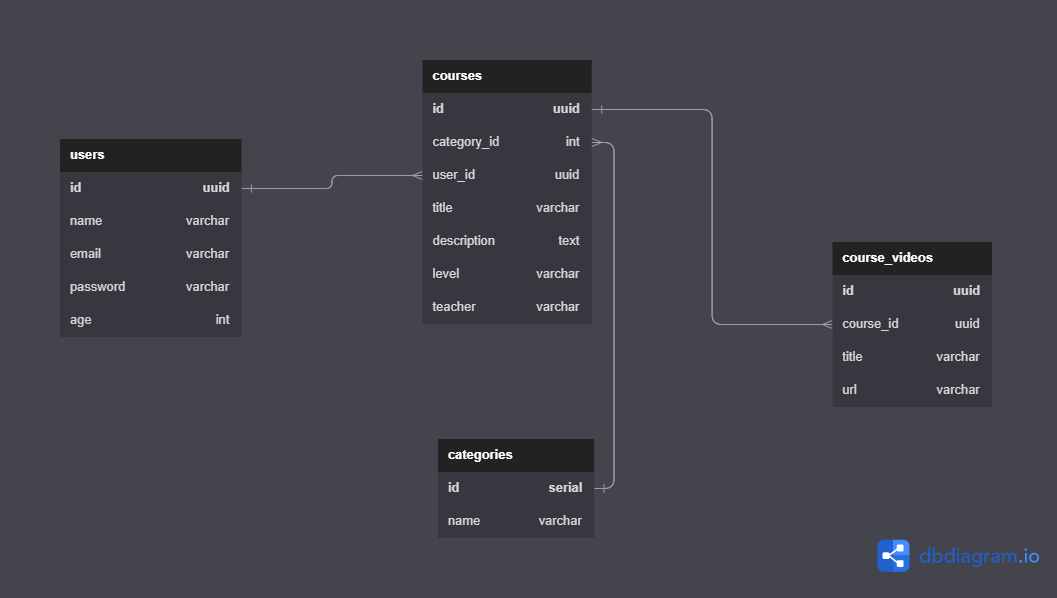 users
id uuid
name varchar
email varchar
password varchar
age int
courses
id uuid
category_id int
user_id uuid
title varchar
description text
level varchar
teacher varchar
categories
id serial
name varchar
course_videos
id uuid
course_id uuid
title varchar
url varchar
dbdiagram.io